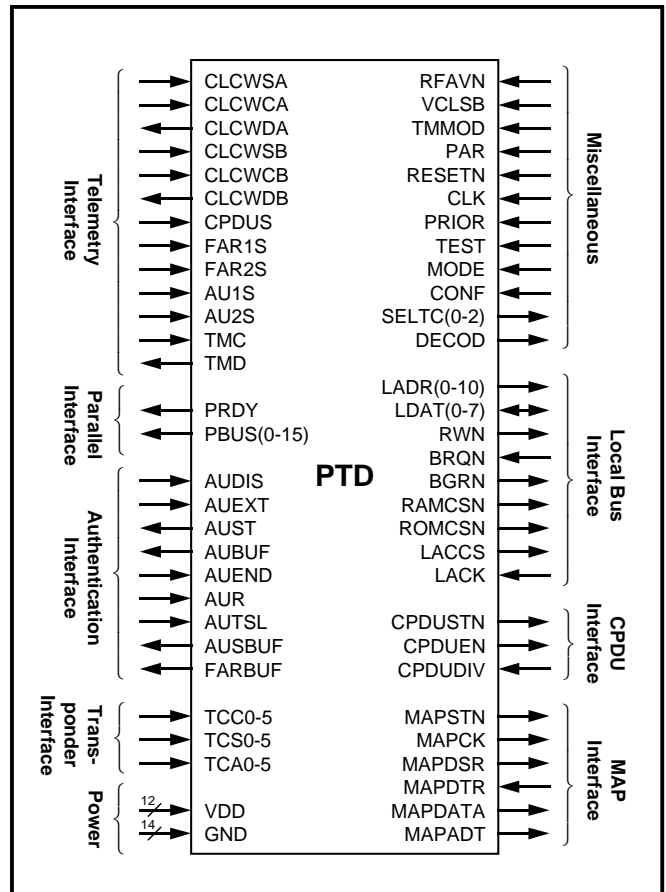 Telemetry
Interface
CLCWSA
CLCWCA
CLCWDA
CLCWSB
CLCWCB
CLCWDB
CPDUS
FAR1S
FAR2S
AU1S
AU2S
TMC
TMD
Parallel
Interface
PRDY
PBUS(0-15)
Authentication
Interface
AUDIS
AUEXT
AUST
AUBUF
AUEND
AUR
AUTSL
AUSBUF
FARBUF
Trans-
ponder
Interface
TCC0-5
TCS0-5
TCA0-5
Power
12
VDD
14
GND
PTD
RFAVN
VCLSB
TMMOD
PAR
RESETN
CLK
PRIOR
TEST
MODE
CONF
SELTC(0-2)
DECOD
Miscellaneous
LADR(0-10)
LDAT(0-7)
RWN
BRQN
BGRN
RAMCSN
ROMCSN
LACCS
LACK
Local Bus
Interface
CPDUSTN
CPDUEN
CPDUDIV
CPDU
Interface
MAPSTN
MAPCK
MAPDSR
MAPDTR
MAPDATA
MAPADT
MAP
Interface